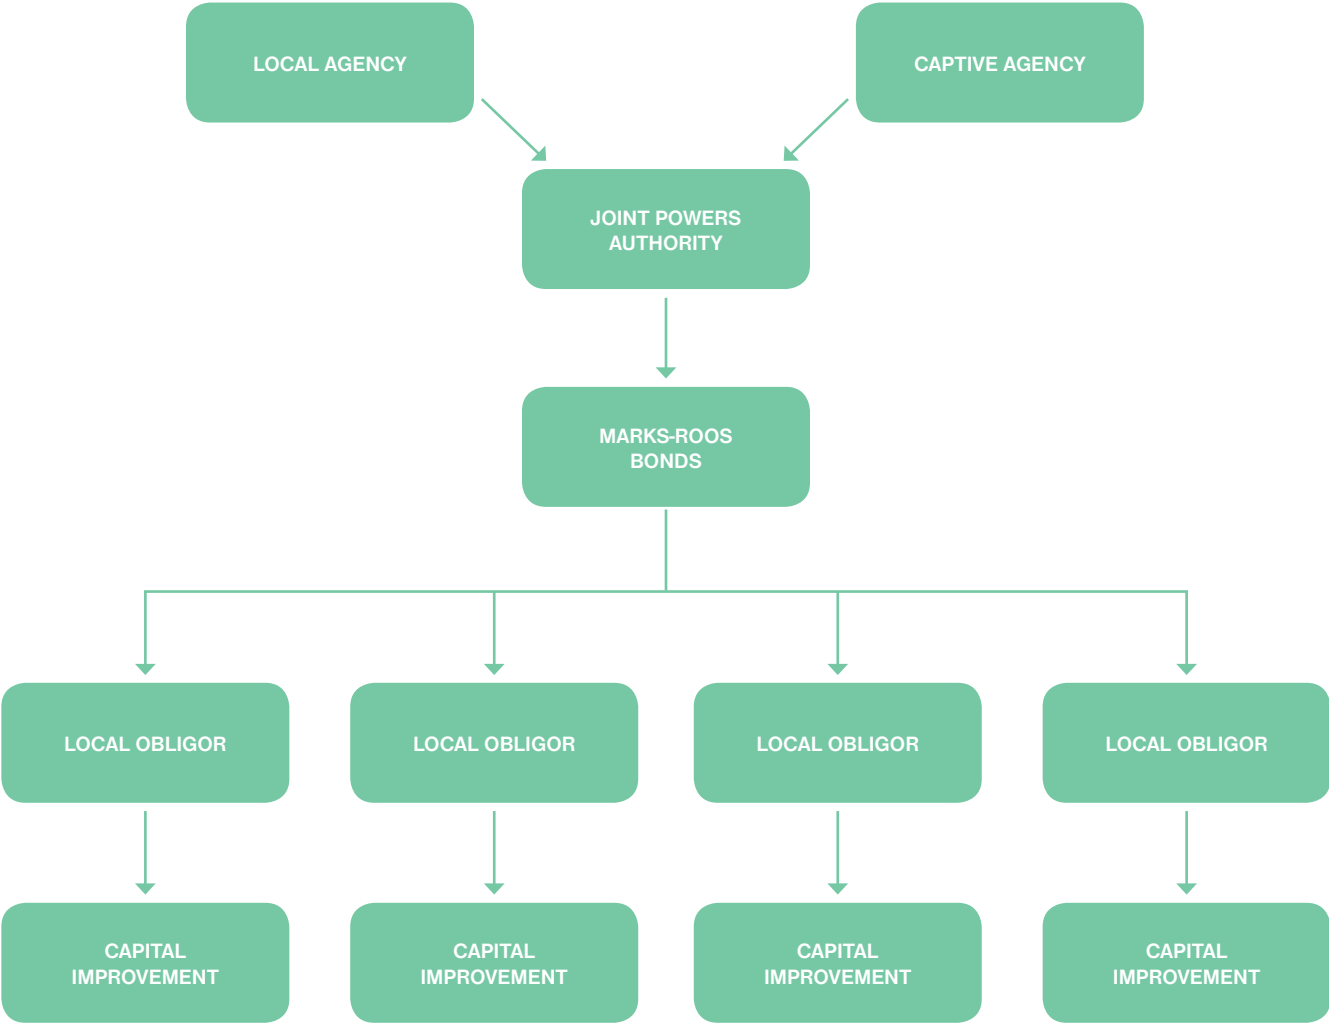 LOCAL AGENCY
CAPTIVE AGENCY
JOINT POWERS
AUTHORITY
MARKS-ROOS
BONDS
LOCAL OBLIGOR
LOCAL OBLIGOR
LOCAL OBLIGOR
LOCAL OBLIGOR
CAPITAL
IMPROVEMENT
CAPITAL
IMPROVEMENT
CAPITAL
IMPROVEMENT
CAPITAL
IMPROVEMENT